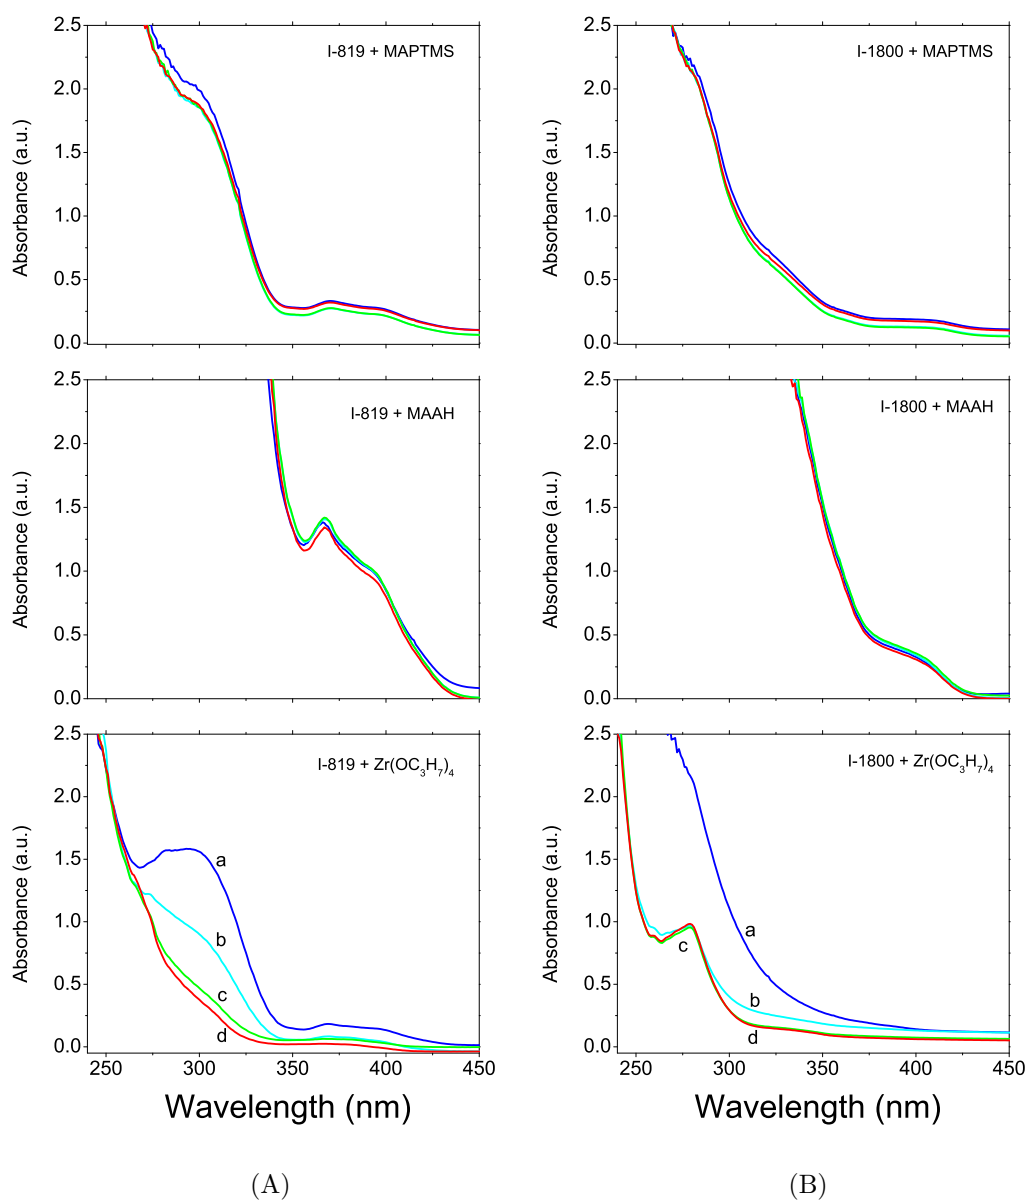 2.5
2.0
1.5
1.0
0.5
0.0
Absorbance (a.u.)
I-819 + MAPTMS
2.5
2.0
1.5
1.0
0.5
0.0
Absorbance (a.u.)
I-1800 + MAPTMS
2.5
2.0
1.5
1.0
0.5
0.0
Absorbance (a.u.)
I-819 + MAAH
2.5
2.0
1.5
1.0
0.5
0.0
Absorbance (a.u.)
I-1800 + MAAH
2.5
2.0
1.5
1.0
0.5
0.0
Absorbance (a.u.)
I-819 + Zr(OC₃H₇)₄
a
b
c
d
250 300 350 400 450
Wavelength (nm)
2.5
2.0
1.5
1.0
0.5
0.0
Absorbance (a.u.)
I-1800 + Zr(OC₃H₇)₄
a
c
b
d
250 300 350 400 450
Wavelength (nm)
(A)
(B)